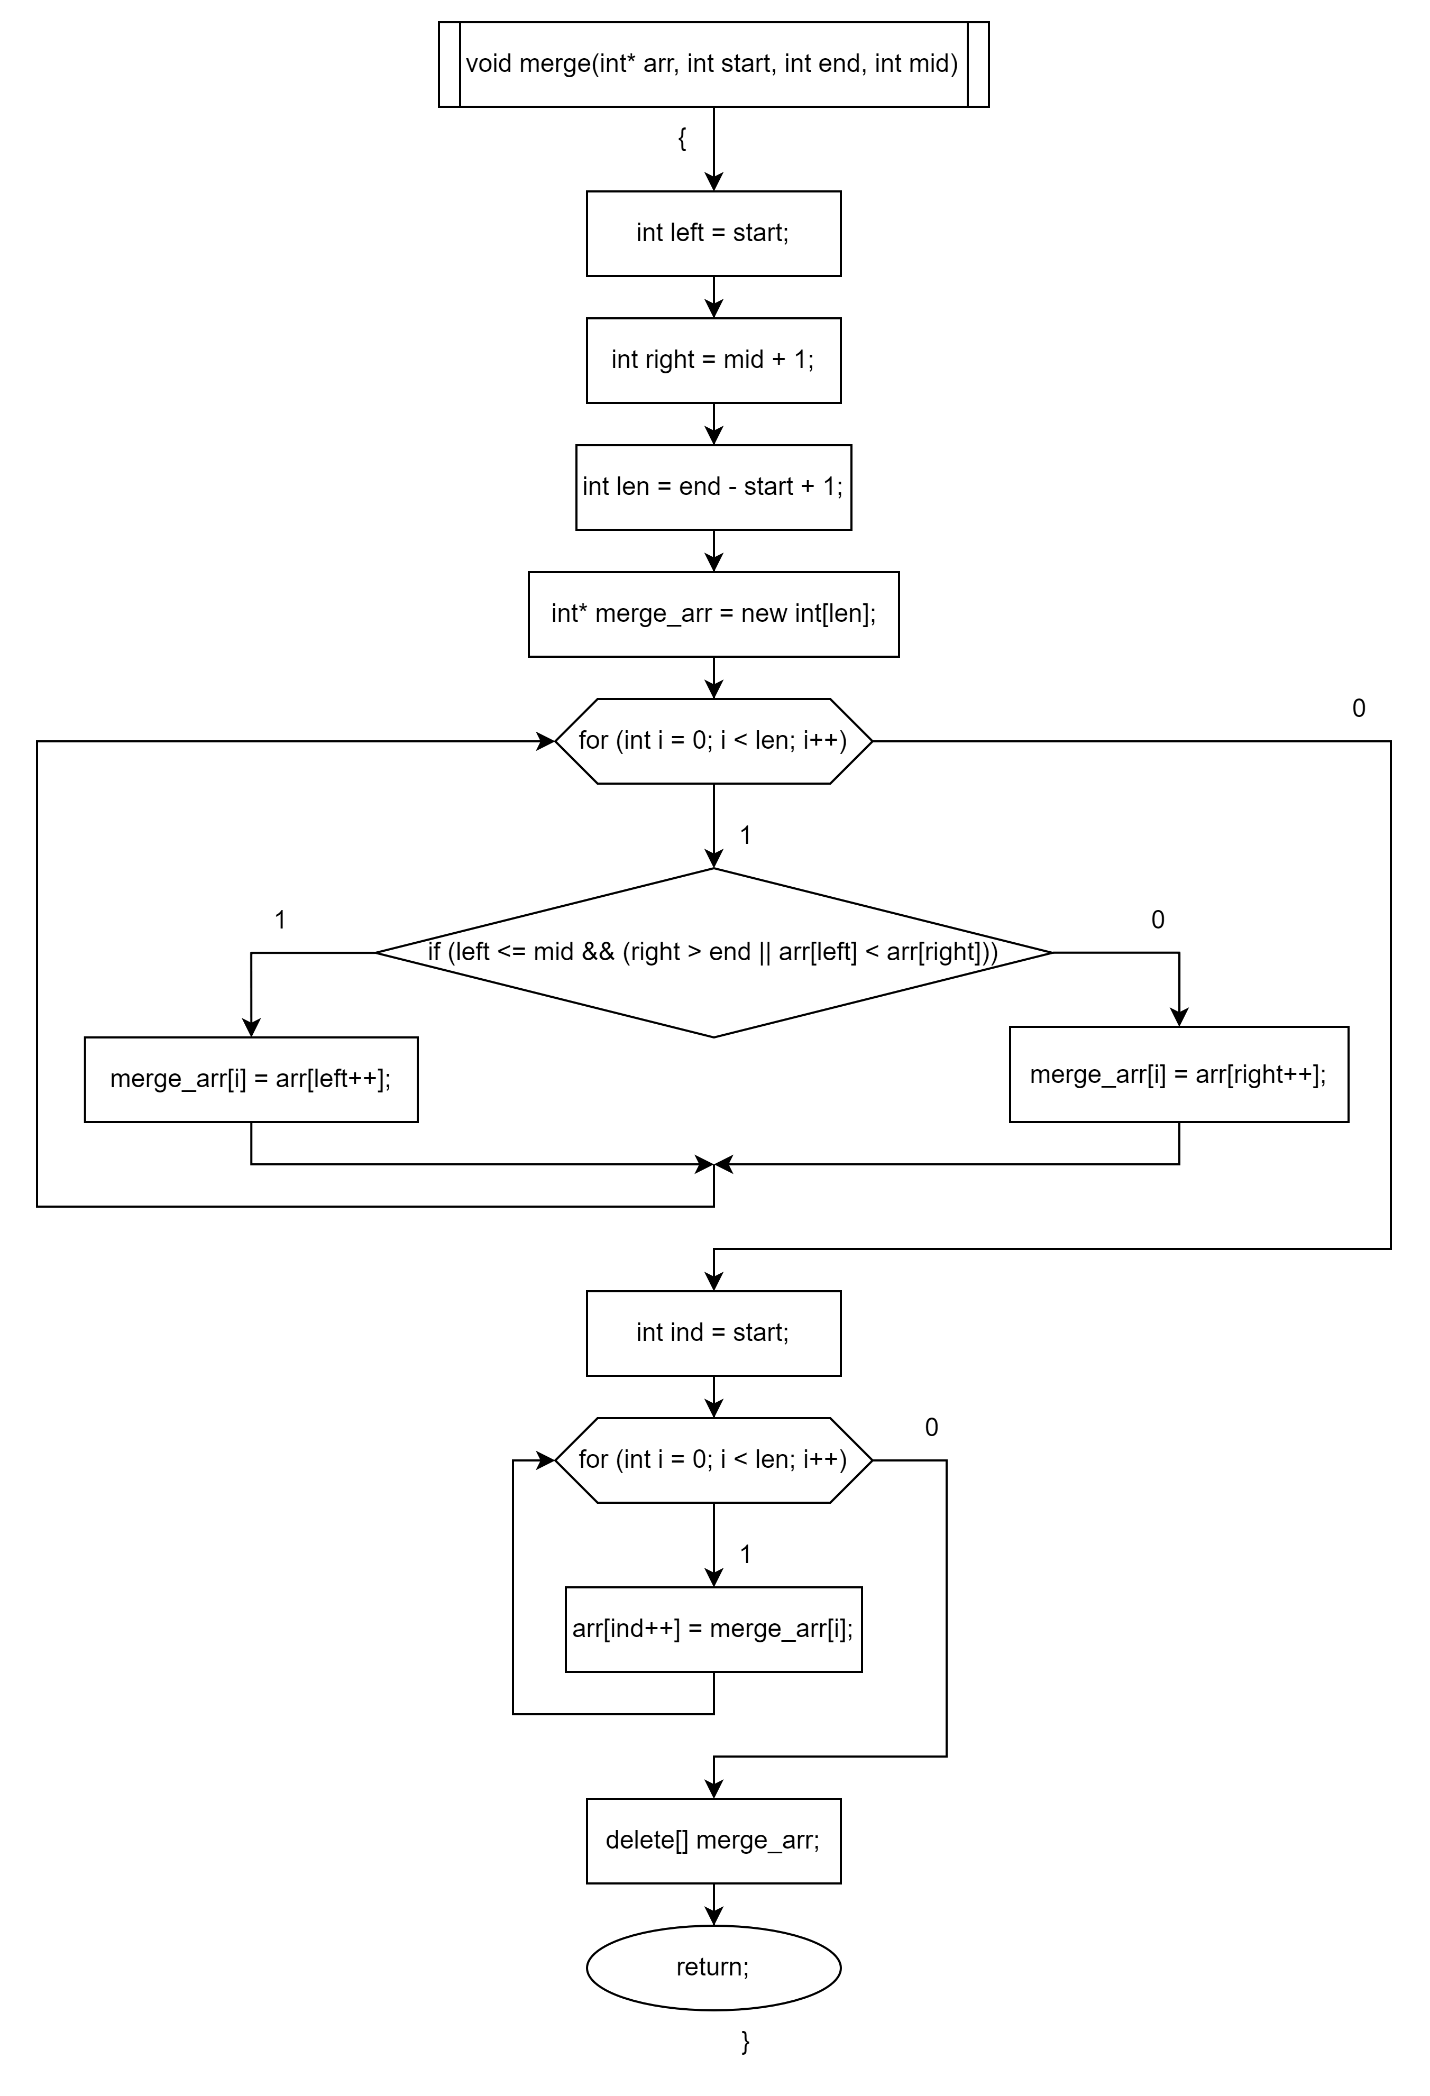 void merge(int* arr, int start, int end, int mid)
{
int left = start;
int right = mid + 1;
int len = end - start + 1;
int* merge_arr = new int[len];
0
for (int i = 0; i < len; i++)
1
1
0
if (left <= mid && (right > end || arr[left] < arr[right]))
merge_arr[i] = arr[left++];
merge_arr[i] = arr[right++];
int ind = start;
0
for (int i = 0; i < len; i++)
1
arr[ind++] = merge_arr[i];
delete[] merge_arr;
return;
}